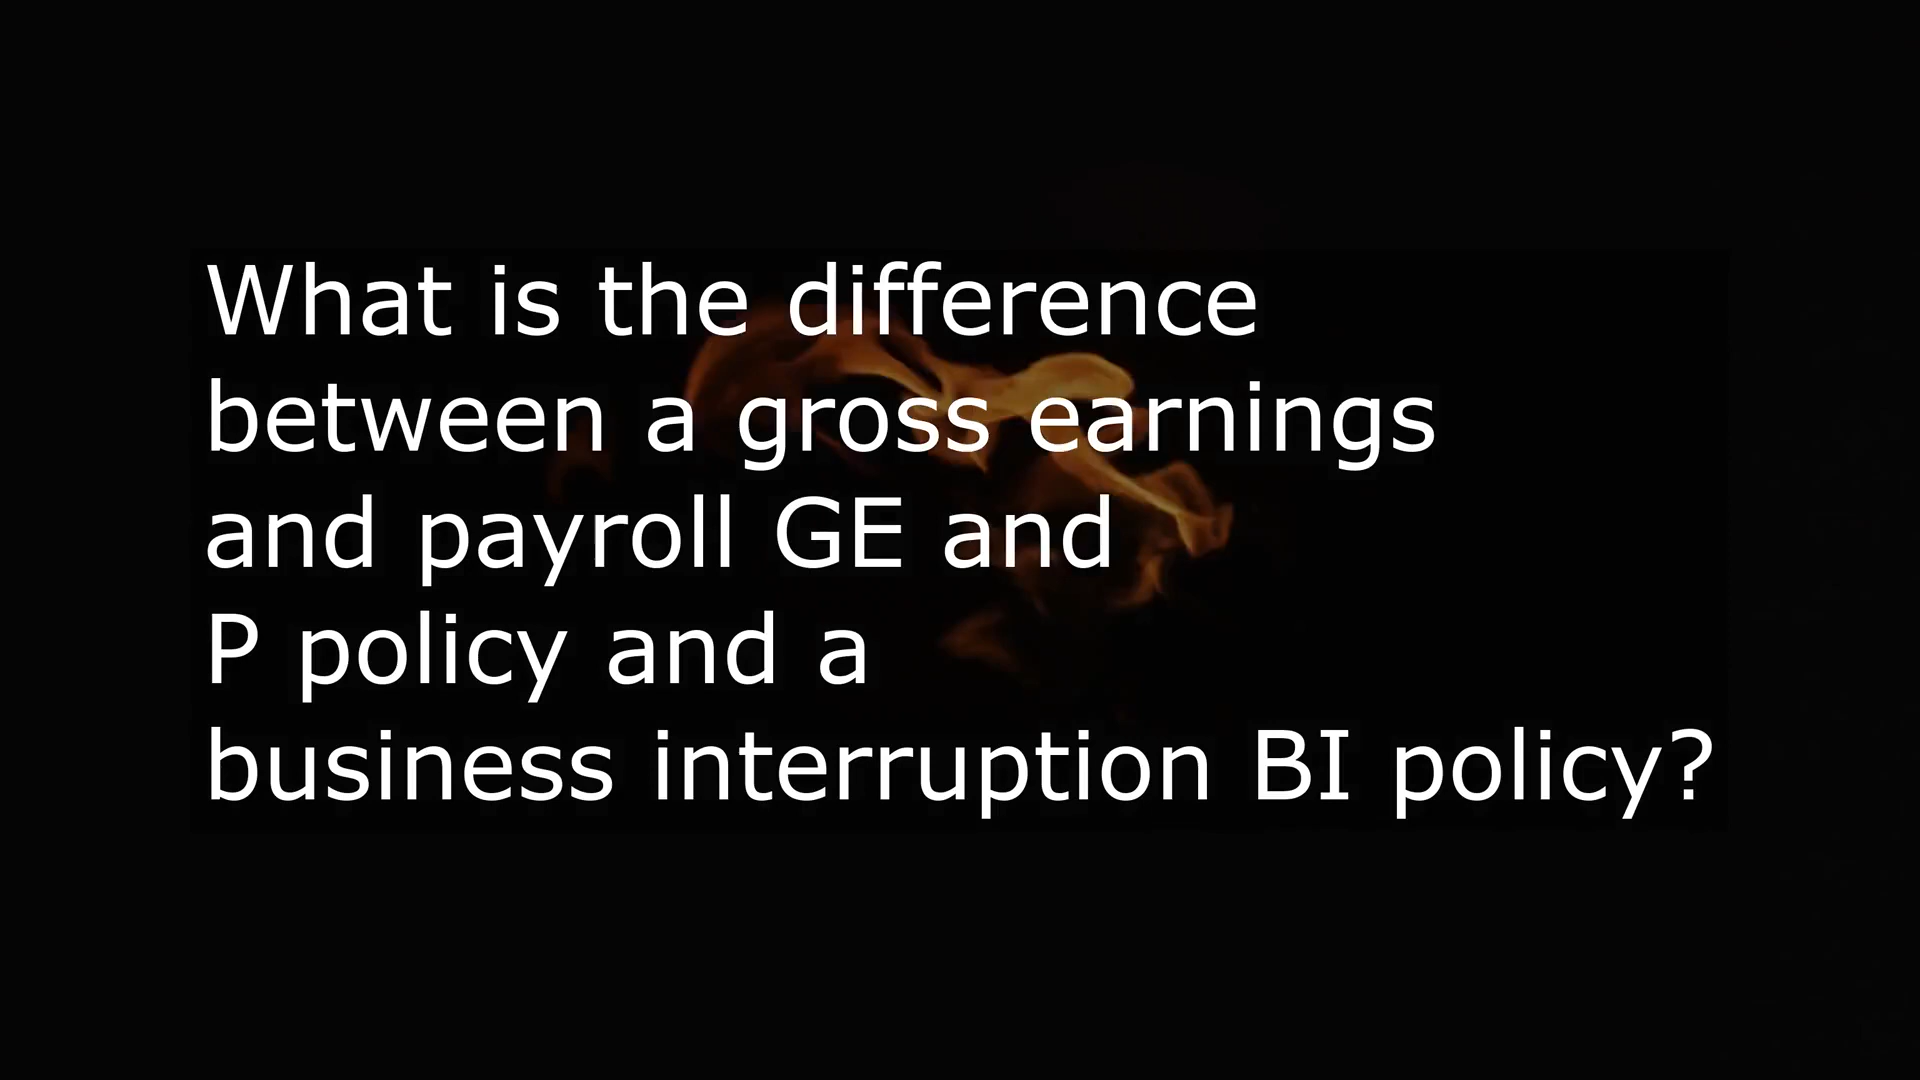 What is the difference
between a gross earnings
and payroll GE and
P policy and a
business interruption BI policy?